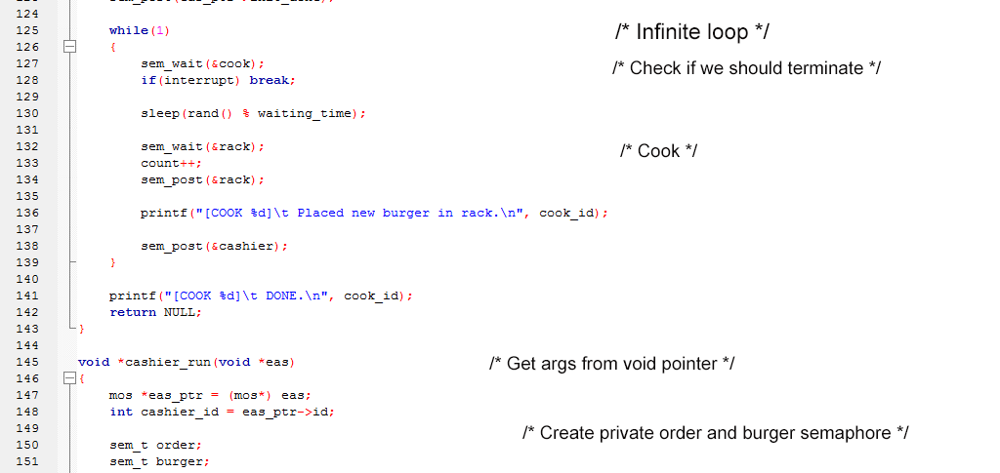 124
125 while(1) /* Infinite loop */
126 {
127 sem_wait(&cook);
128 if(interrupt) break; /* Check if we should terminate */
129
130 sleep(rand() % waiting_time);
131
132 sem_wait(&rack); /* Cook */
133 count++;
134 sem_post(&rack);
135
136 printf("[COOK %d]\t Placed new burger in rack.\n", cook_id);
137
138 sem_post(&cashier);
139 }
140
141 printf("[COOK %d]\t DONE.\n", cook_id);
142 return NULL;
143 }
144
145 void *cashier_run(void *eas) /* Get args from void pointer */
146 {
147 mos *eas_ptr = (mos*) eas;
148 int cashier_id = eas_ptr->id;
149 /* Create private order and burger semaphore */
150 sem_t order;
151 sem_t burger;